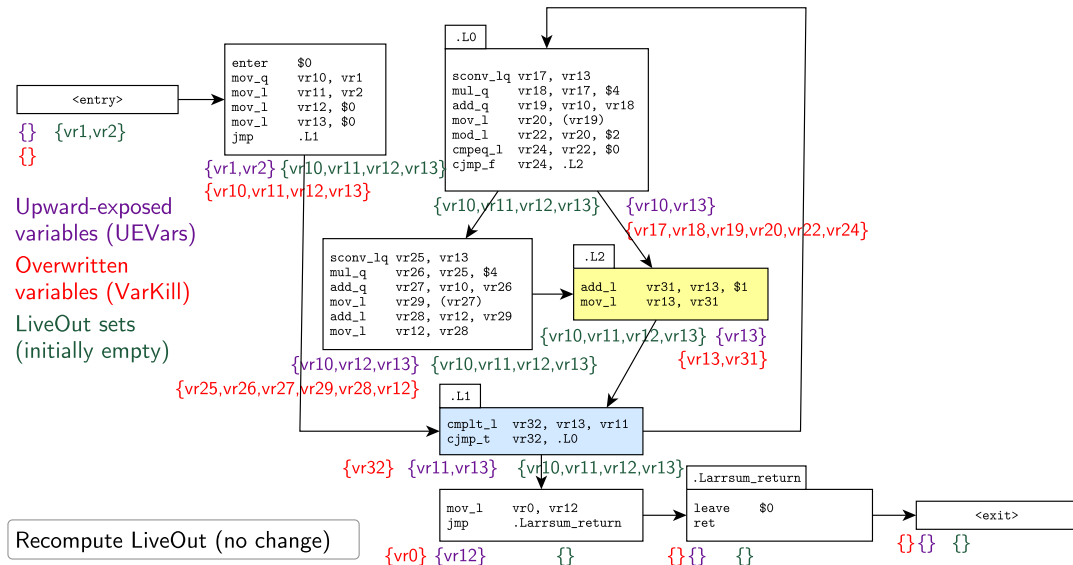 <entry>
{} {vr1,vr2}
{}
enter $0
mov_q vr10, vr1
mov_l vr11, vr2
mov_l vr12, $0
mov_l vr13, $0
jmp .L1
{vr1,vr2} {vr10,vr11,vr12,vr13}
{vr10,vr11,vr12,vr13}
.L0
sconv_lq vr17, vr13
mul_q vr18, vr17, $4
add_q vr19, vr10, vr18
mov_l vr20, (vr19)
mod_l vr22, vr20, $2
cmpeq_l vr24, vr22, $0
cjmp_f vr24, .L2
{vr10,vr11,vr12,vr13} {vr10,vr13}
{vr17,vr18,vr19,vr20,vr22,vr24}
Upward-exposed
variables (UEVars)
Overwritten
variables (VarKill)
LiveOut sets
(initially empty)
sconv_lq vr25, vr13
mul_q vr26, vr25, $4
add_q vr27, vr10, vr26
mov_l vr29, (vr27)
add_l vr28, vr12, vr29
mov_l vr12, vr28
{vr10,vr12,vr13} {vr10,vr11,vr12,vr13}
{vr25,vr26,vr27,vr29,vr28,vr12}
.L2
add_l vr31, vr13, $1
mov_l vr13, vr31
{vr10,vr11,vr12,vr13} {vr13}
{vr13,vr31}
.L1
cmplt_l vr32, vr13, vr11
cjmp_t vr32, .L0
{vr32} {vr11,vr13} {vr10,vr11,vr12,vr13}
mov_l vr0, vr12
jmp .Larrsum_return
{vr0} {vr12} {}
.Larrsum_return
leave $0
ret
{} {} {}
<exit>
{} {} {}
Recompute LiveOut (no change)